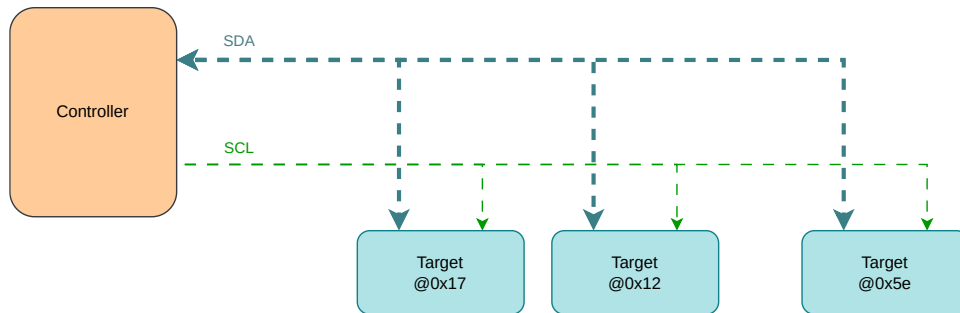 SDA
Controller
SCL
Target
@0x17
Target
@0x12
Target
@0x5e